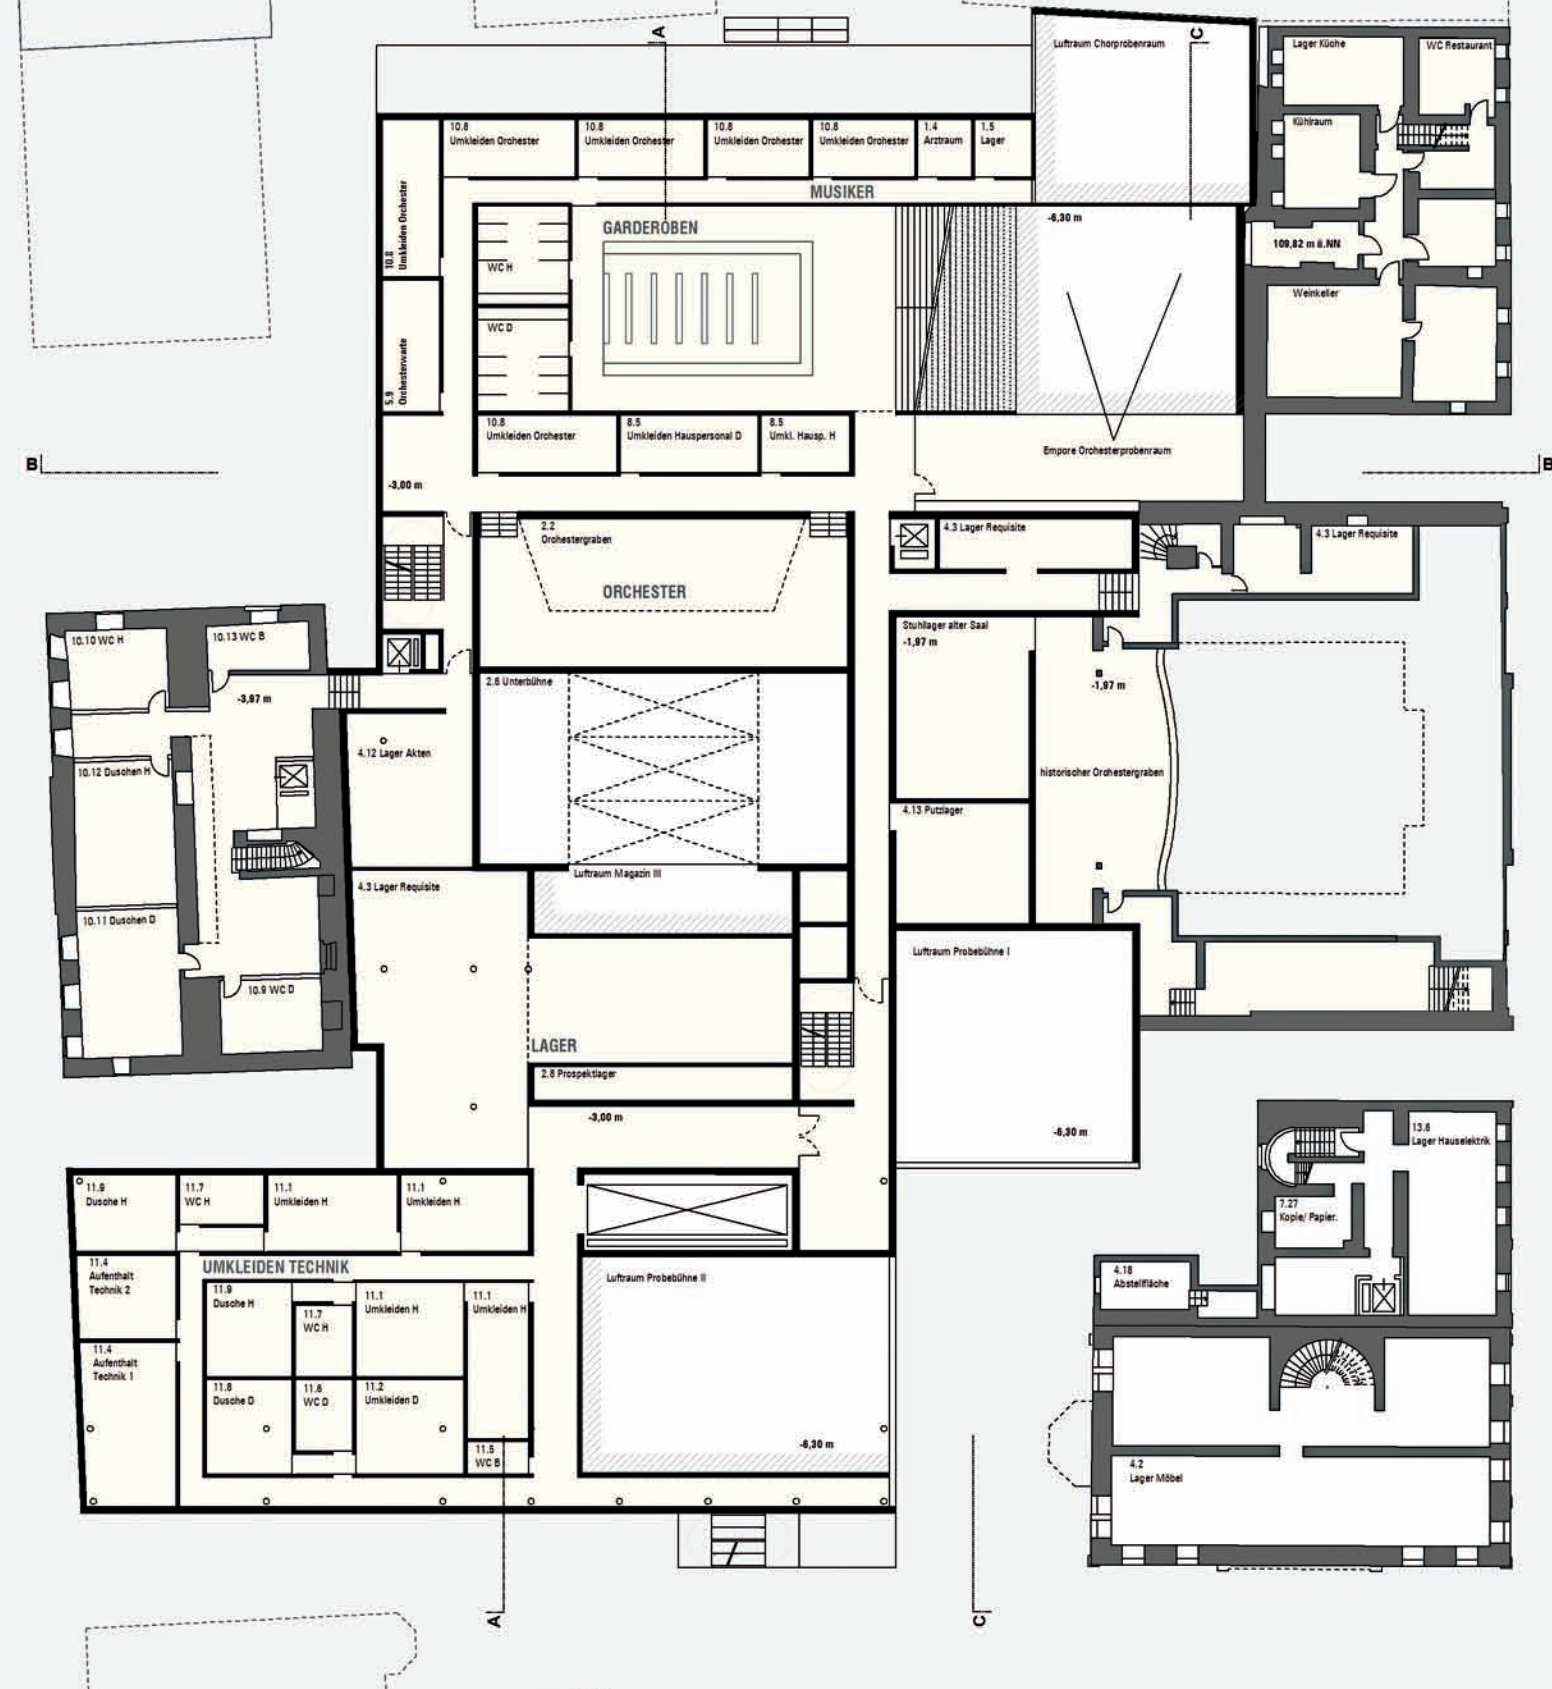 A
C
Luftraum Chorprobenraum
Lager Küche
WC Restaurant
Kühlraum
10.8
Umkleiden Orchester
10.8
Umkleiden Orchester
10.8
Umkleiden Orchester
10.8
Umkleiden Orchester
1.4
Arztraum
1.5
Lager
MUSIKER
10.8
Umkleiden Orchester
GARDEROBEN
-6,30 m
WC H
109,82 m ü.NN
Weinkeller
WC D
5.9
Orchesterwarte
10.8
Umkleiden Orchester
8.5
Umkleiden Hauspersonal D
8.5
Umkl. Hausp. H
Empore Orchesterprobenraum
B
B
-3,00 m
2.2
Orchestergraben
4.3 Lager Requisite
4.3 Lager Requisite
ORCHESTER
Stuhllager alter Saal
-1,97 m
10.10 WC H
10.13 WC B
-3,97 m
2.6 Unterbühne
-1,97 m
4.12 Lager Akten
10.12 Duschen H
historischer Orchestergraben
4.13 Putzlager
Luftraum Magazin III
4.3 Lager Requisite
10.11 Duschen D
Luftraum Probebühne I
10.9 WC D
LAGER
2.8 Prospektlager
-3,00 m
-6,30 m
13.6
Lager Hauselektrik
11.9
Dusche H
11.7
WC H
11.1
Umkleiden H
11.1
Umkleiden H
7.27
Kopie/ Papier.
11.4
Aufenthalt
Technik 2
UMKLEIDEN TECHNIK
Luftraum Probebühne II
4.18
Abstellfläche
11.9
Dusche H
11.7
WC H
11.1
Umkleiden H
11.1
Umkleiden H
11.4
Aufenthalt
Technik 1
11.8
Dusche D
11.6
WC D
11.2
Umkleiden D
11.5
WC B
-6,30 m
4.2
Lager Möbel
A
C